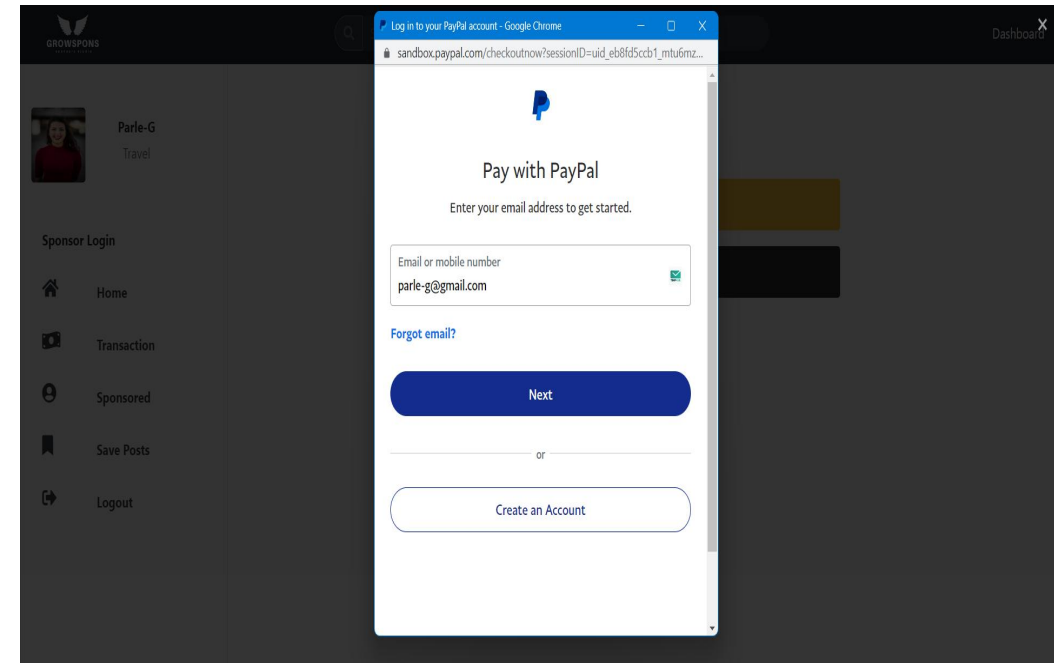 Log in to your PayPal account - Google Chrome
sandbox.paypal.com/checkoutnow?sessionID=uid_eb8fd5ccb1_mtu6mz...
GROWSPONS
Dashboard
X
Parle-G
Travel
Sponsor Login
Home
Transaction
Sponsored
Save Posts
Logout
Pay with PayPal
Enter your email address to get started.
Email or mobile number
parle-g@gmail.com
Forgot email?
Next
or
Create an Account